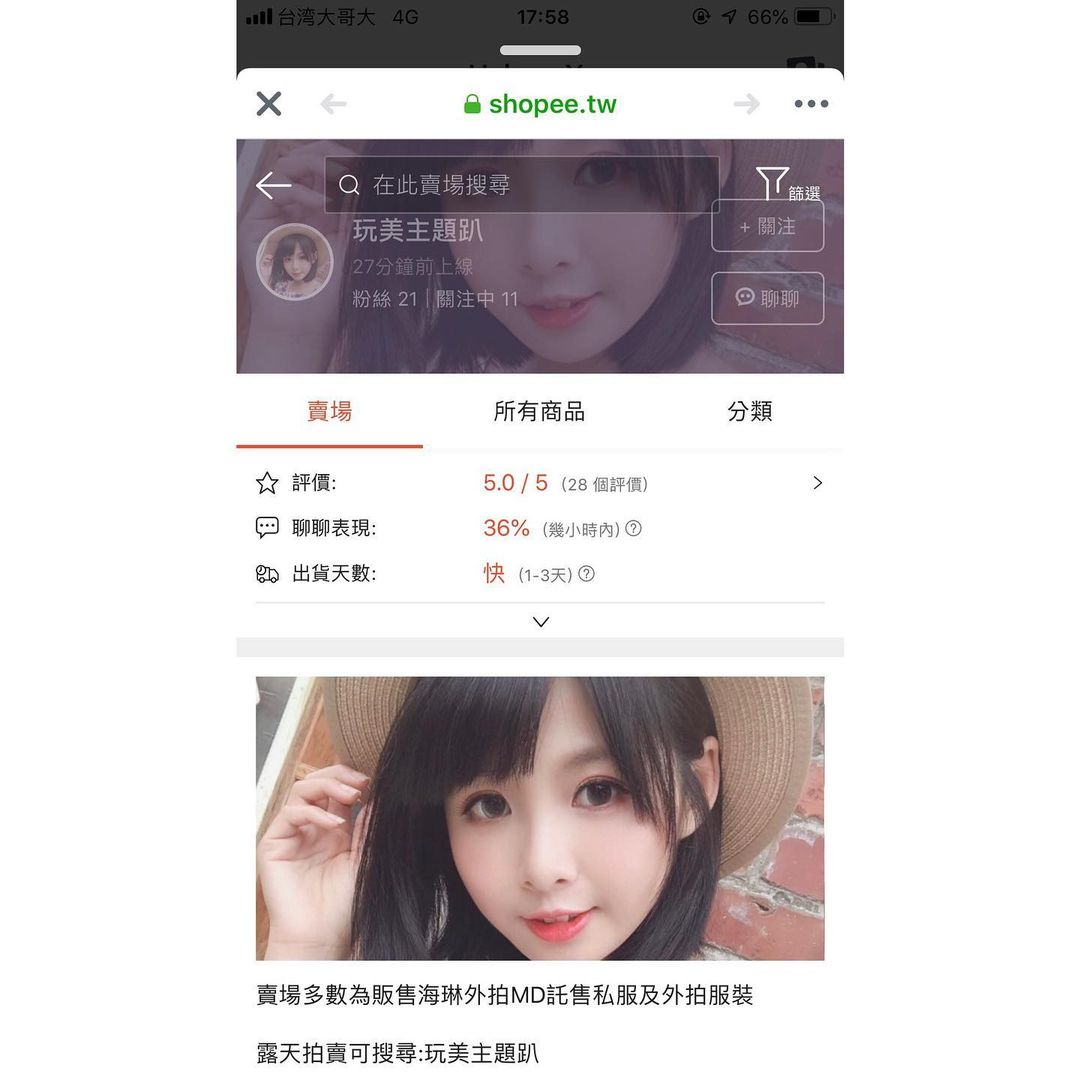 台湾大哥大 4G 17:58 66%
shopee.tw
在此賣場搜尋
篩選
玩美主題趴
+ 關注
27分鐘前上線
粉絲 21 | 關注中 11
聊聊
賣場 所有商品 分類
評價: 5.0 / 5 (28 個評價)
聊聊表現: 36% (幾小時內)
出貨天數: 快 (1-3天)
賣場多數為販售海琳外拍MD託售私服及外拍服裝
露天拍賣可搜尋:玩美主題趴